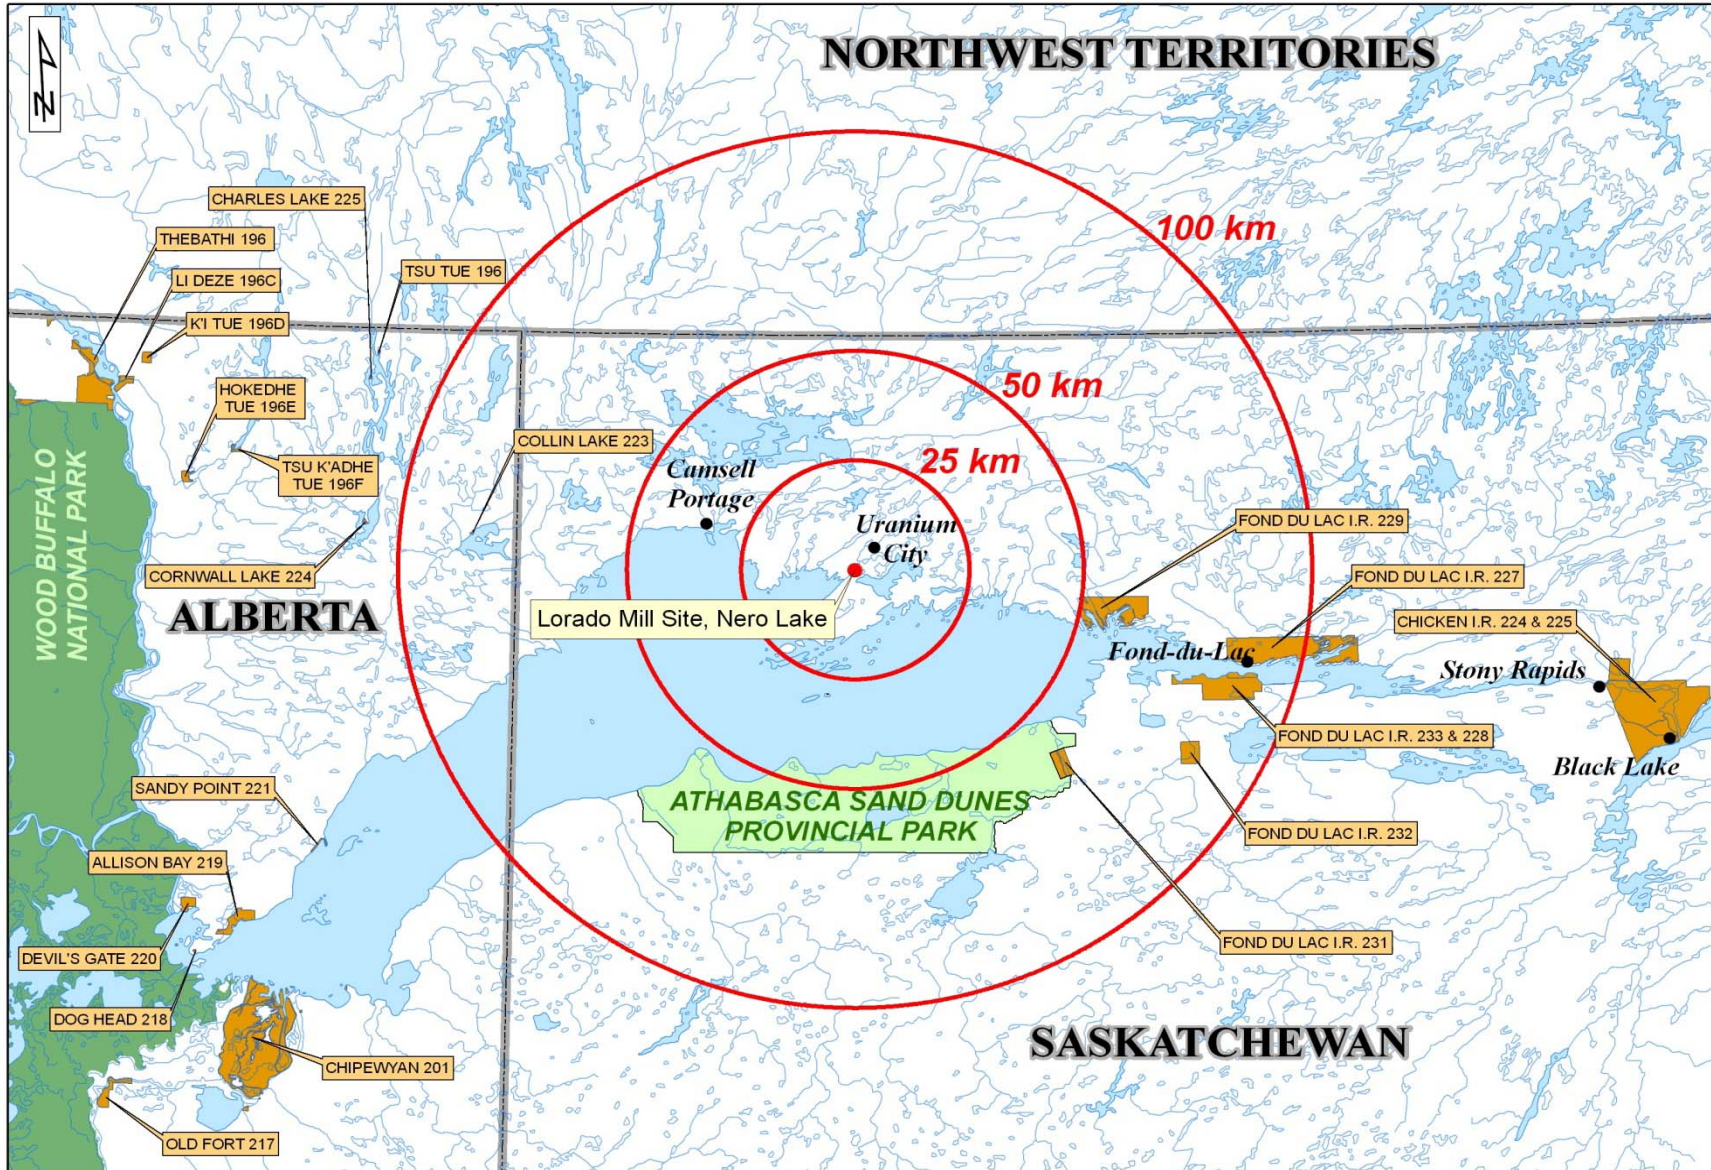 NORTHWEST TERRITORIES
N
CHARLES LAKE 225
THEBATHI 196
LI DEZE 196C
TSU TUE 196
K'I TUE 196D
HOKEDHE
TUE 196E
TSU K'ADHE
TUE 196F
COLLIN LAKE 223
CORNWALL LAKE 224
WOOD BUFFALO
NATIONAL PARK
ALBERTA
100 km
50 km
25 km
Camsell
Portage
Uranium
City
Lorado Mill Site, Nero Lake
FOND DU LAC I.R. 229
FOND DU LAC I.R. 227
CHICKEN I.R. 224 & 225
Fond-du-Lac
Stony Rapids
FOND DU LAC I.R. 233 & 228
Black Lake
ATHABASCA SAND DUNES
PROVINCIAL PARK
FOND DU LAC I.R. 232
FOND DU LAC I.R. 231
SANDY POINT 221
ALLISON BAY 219
DEVIL'S GATE 220
DOG HEAD 218
CHIPEWYAN 201
OLD FORT 217
SASKATCHEWAN